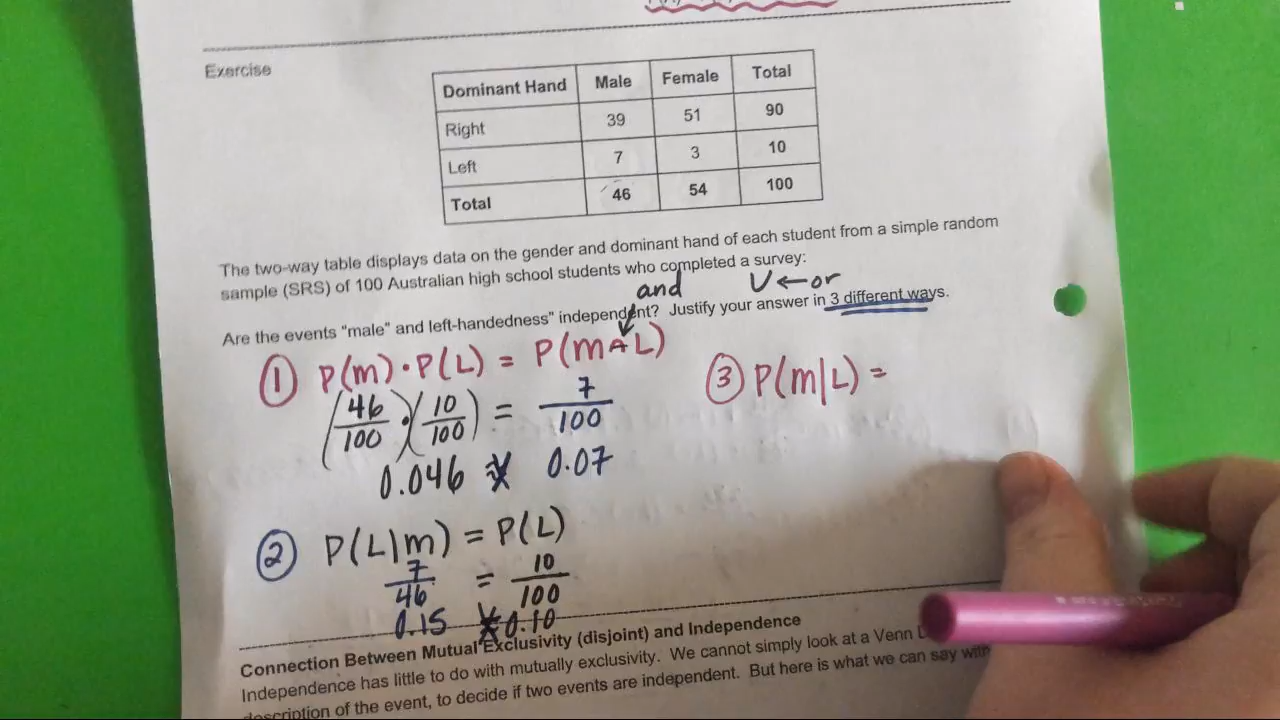 Exercise
Dominant Hand Male Female Total
Right 39 51 90
Left 7 3 10
Total 46 54 100
The two-way table displays data on the gender and dominant hand of each student from a simple random
sample (SRS) of 100 Australian high school students who completed a survey:
and U ← or
Are the events "male" and left-handedness" independent? Justify your answer in 3 different ways.
① P(m) · P(L) = P(m ∩ L)
(46/100) · (10/100) = 7/100
0.046 ≠ 0.07
② P(L|m) = P(L)
7/46 = 10/100
0.15 ≠ 0.10
③ P(m|L) =
Connection Between Mutual Exclusivity (disjoint) and Independence
Independence has little to do with mutually exclusivity. We cannot simply look at a Venn
description of the event, to decide if two events are independent. But here is what we can say with